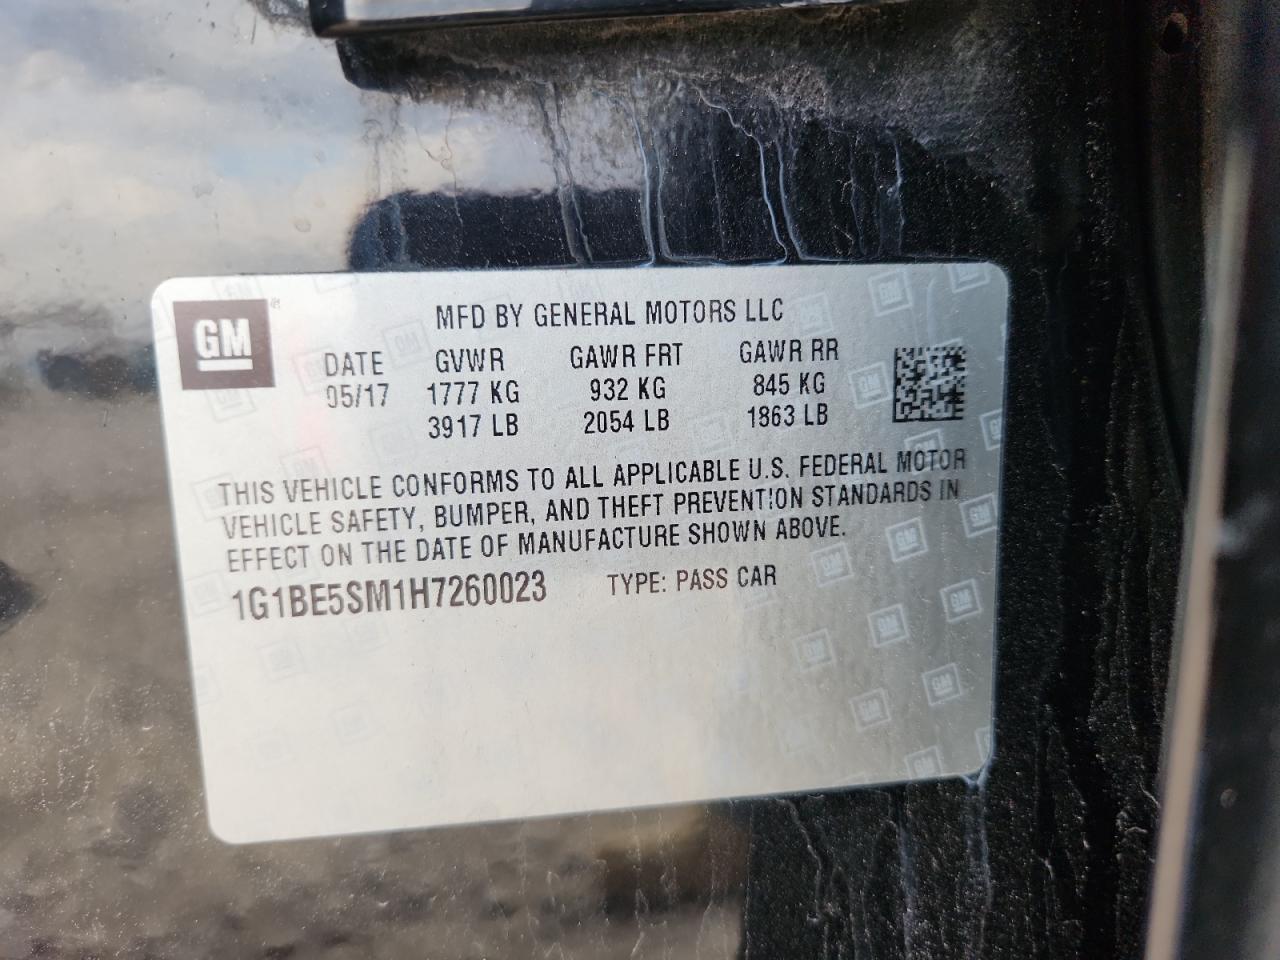 GM
MFD BY GENERAL MOTORS LLC
DATE GVWR GAWR FRT GAWR RR
05/17 1777 KG 932 KG 845 KG
3917 LB 2054 LB 1863 LB
THIS VEHICLE CONFORMS TO ALL APPLICABLE U.S. FEDERAL MOTOR
VEHICLE SAFETY, BUMPER, AND THEFT PREVENTION STANDARDS IN
EFFECT ON THE DATE OF MANUFACTURE SHOWN ABOVE.
1G1BE5SM1H7260023 TYPE: PASS CAR